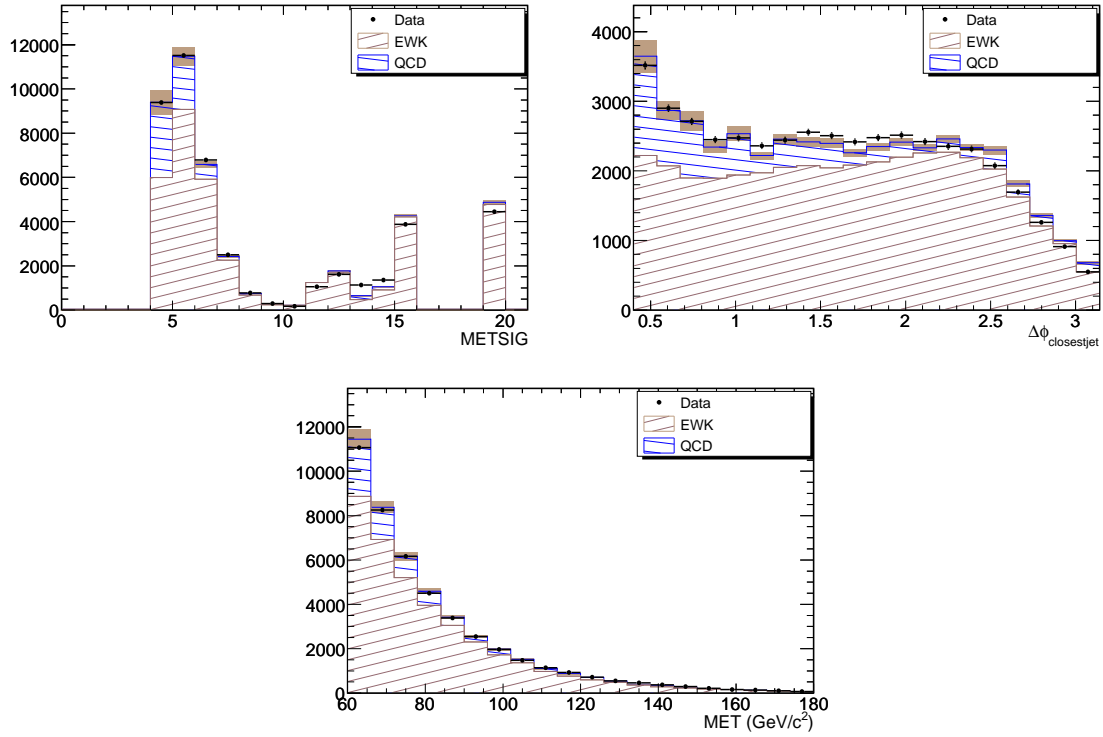 12000
10000
8000
6000
4000
2000
0
0 5 10 15 20
METSIG
Data
EWK
QCD
4000
3000
2000
1000
0
0.5 1 1.5 2 2.5 3
Δϕclosestjet
Data
EWK
QCD
12000
10000
8000
6000
4000
2000
0
60 80 100 120 140 160 180
MET (GeV/c²)
Data
EWK
QCD